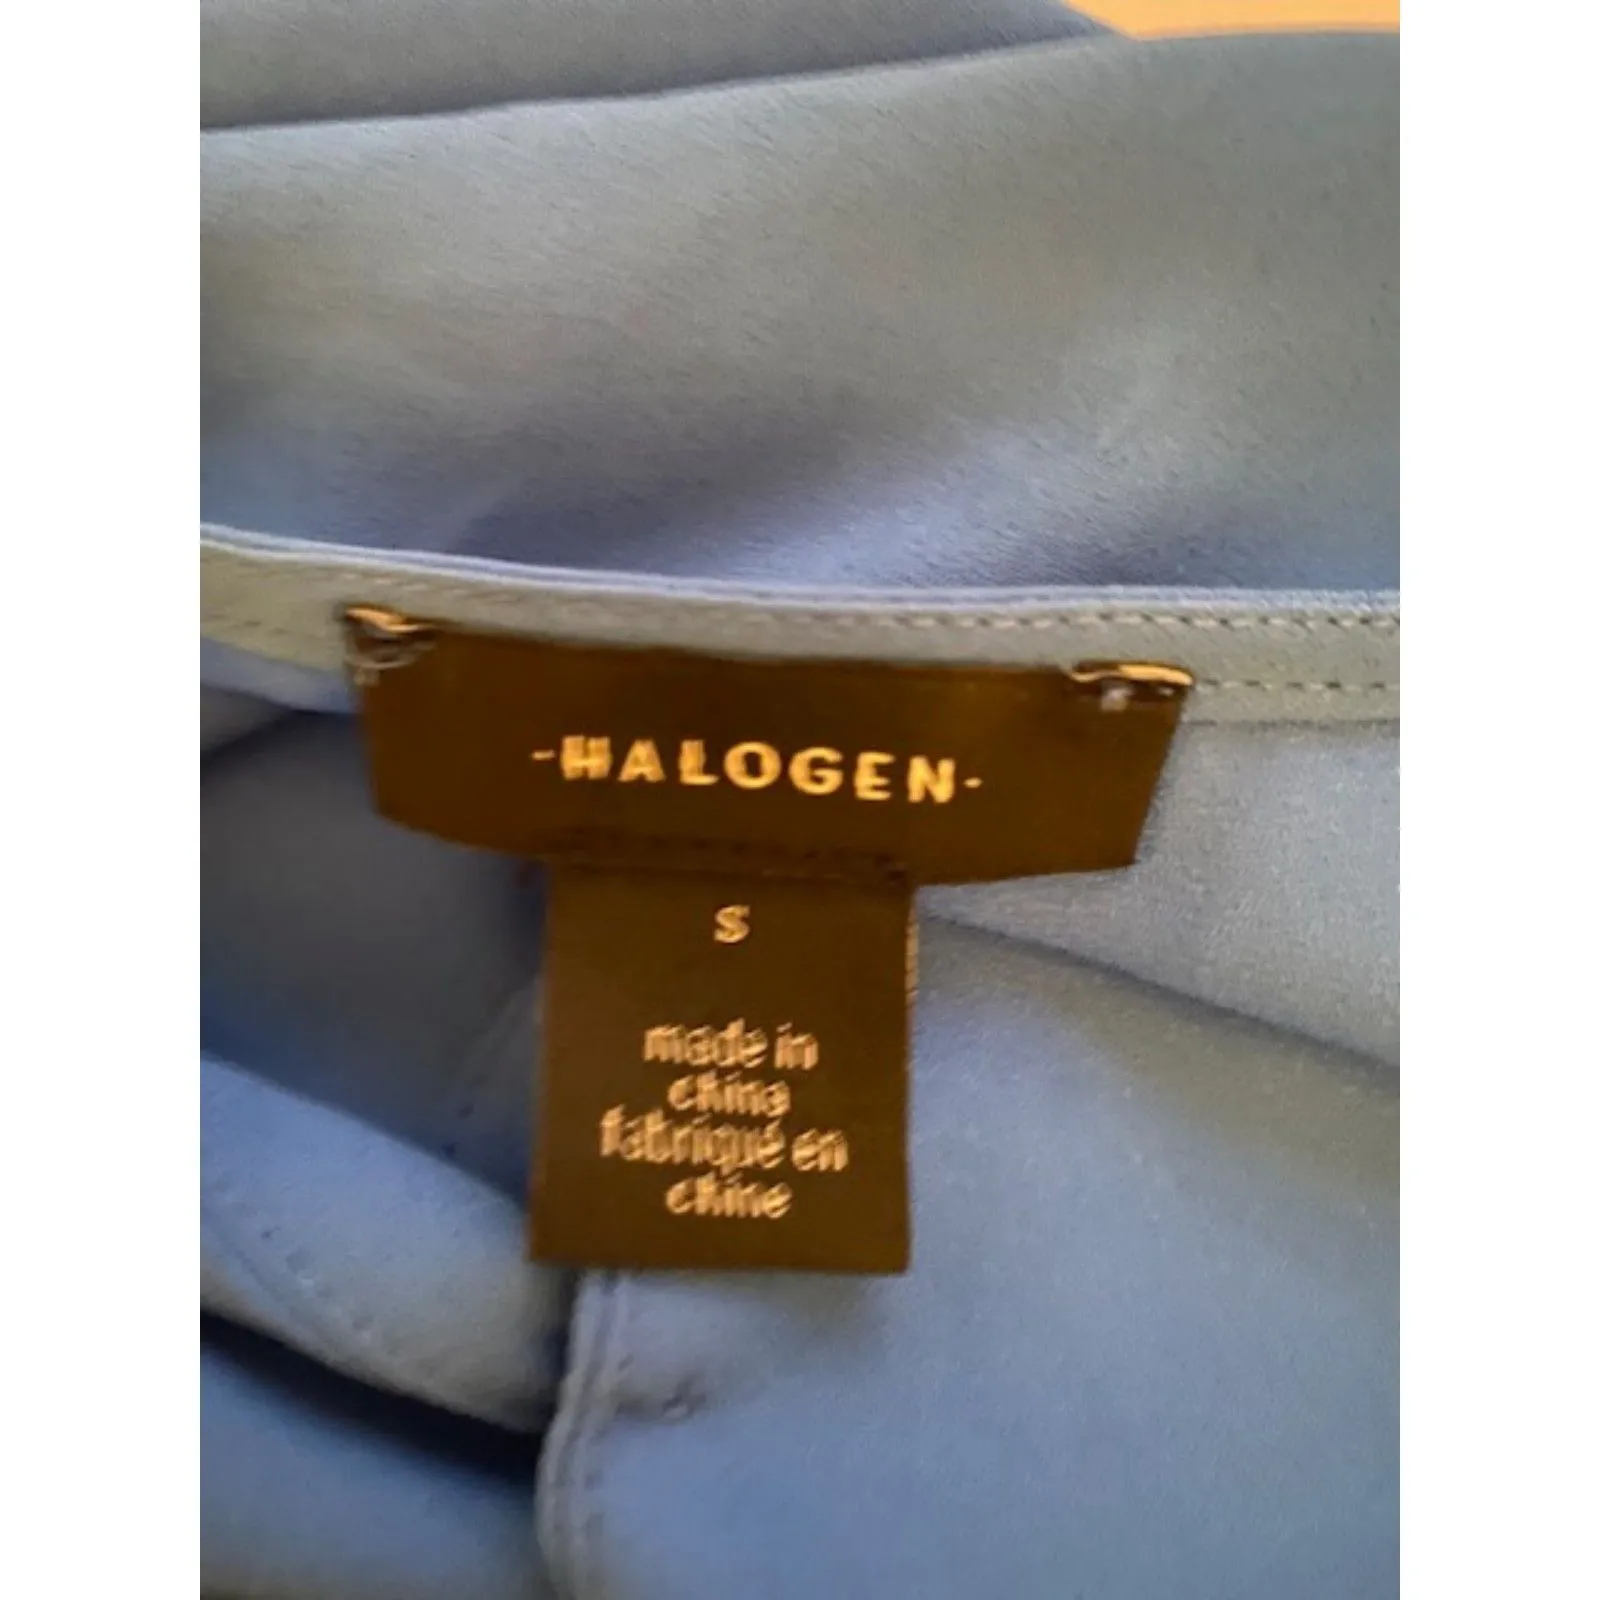 -HALOGEN-
S
made in
china
fabriqué en
chine